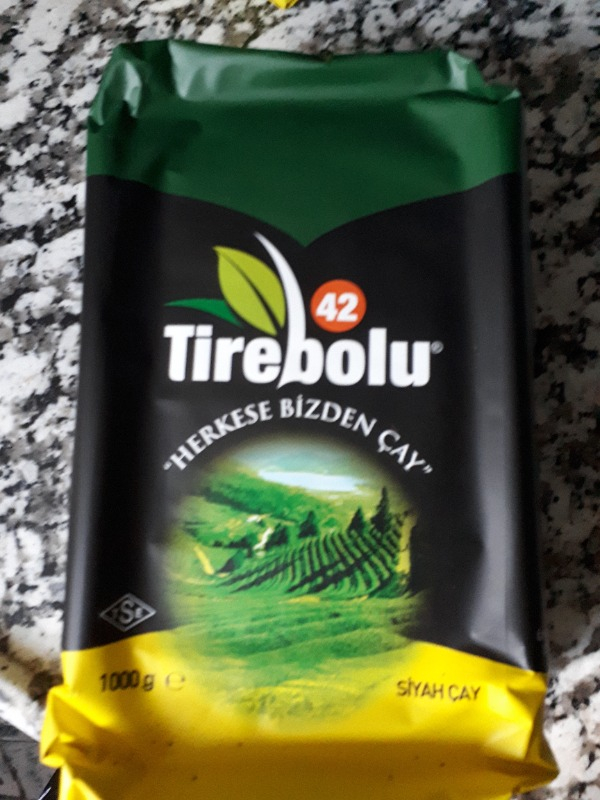 42
Tirebolu®
"HERKESE BİZDEN ÇAY"
1000 g ℮
SİYAH ÇAY